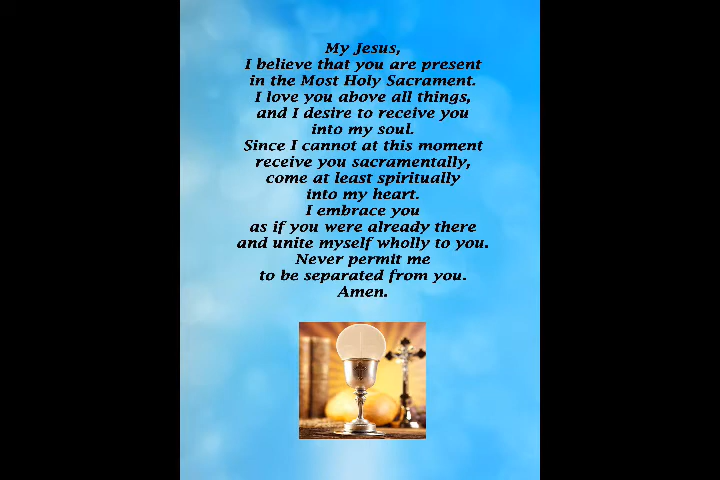 My Jesus,
I believe that you are present
in the Most Holy Sacrament.
I love you above all things,
and I desire to receive you
into my soul.
Since I cannot at this moment
receive you sacramentally,
come at least spiritually
into my heart.
I embrace you
as if you were already there
and unite myself wholly to you.
Never permit me
to be separated from you.
Amen.